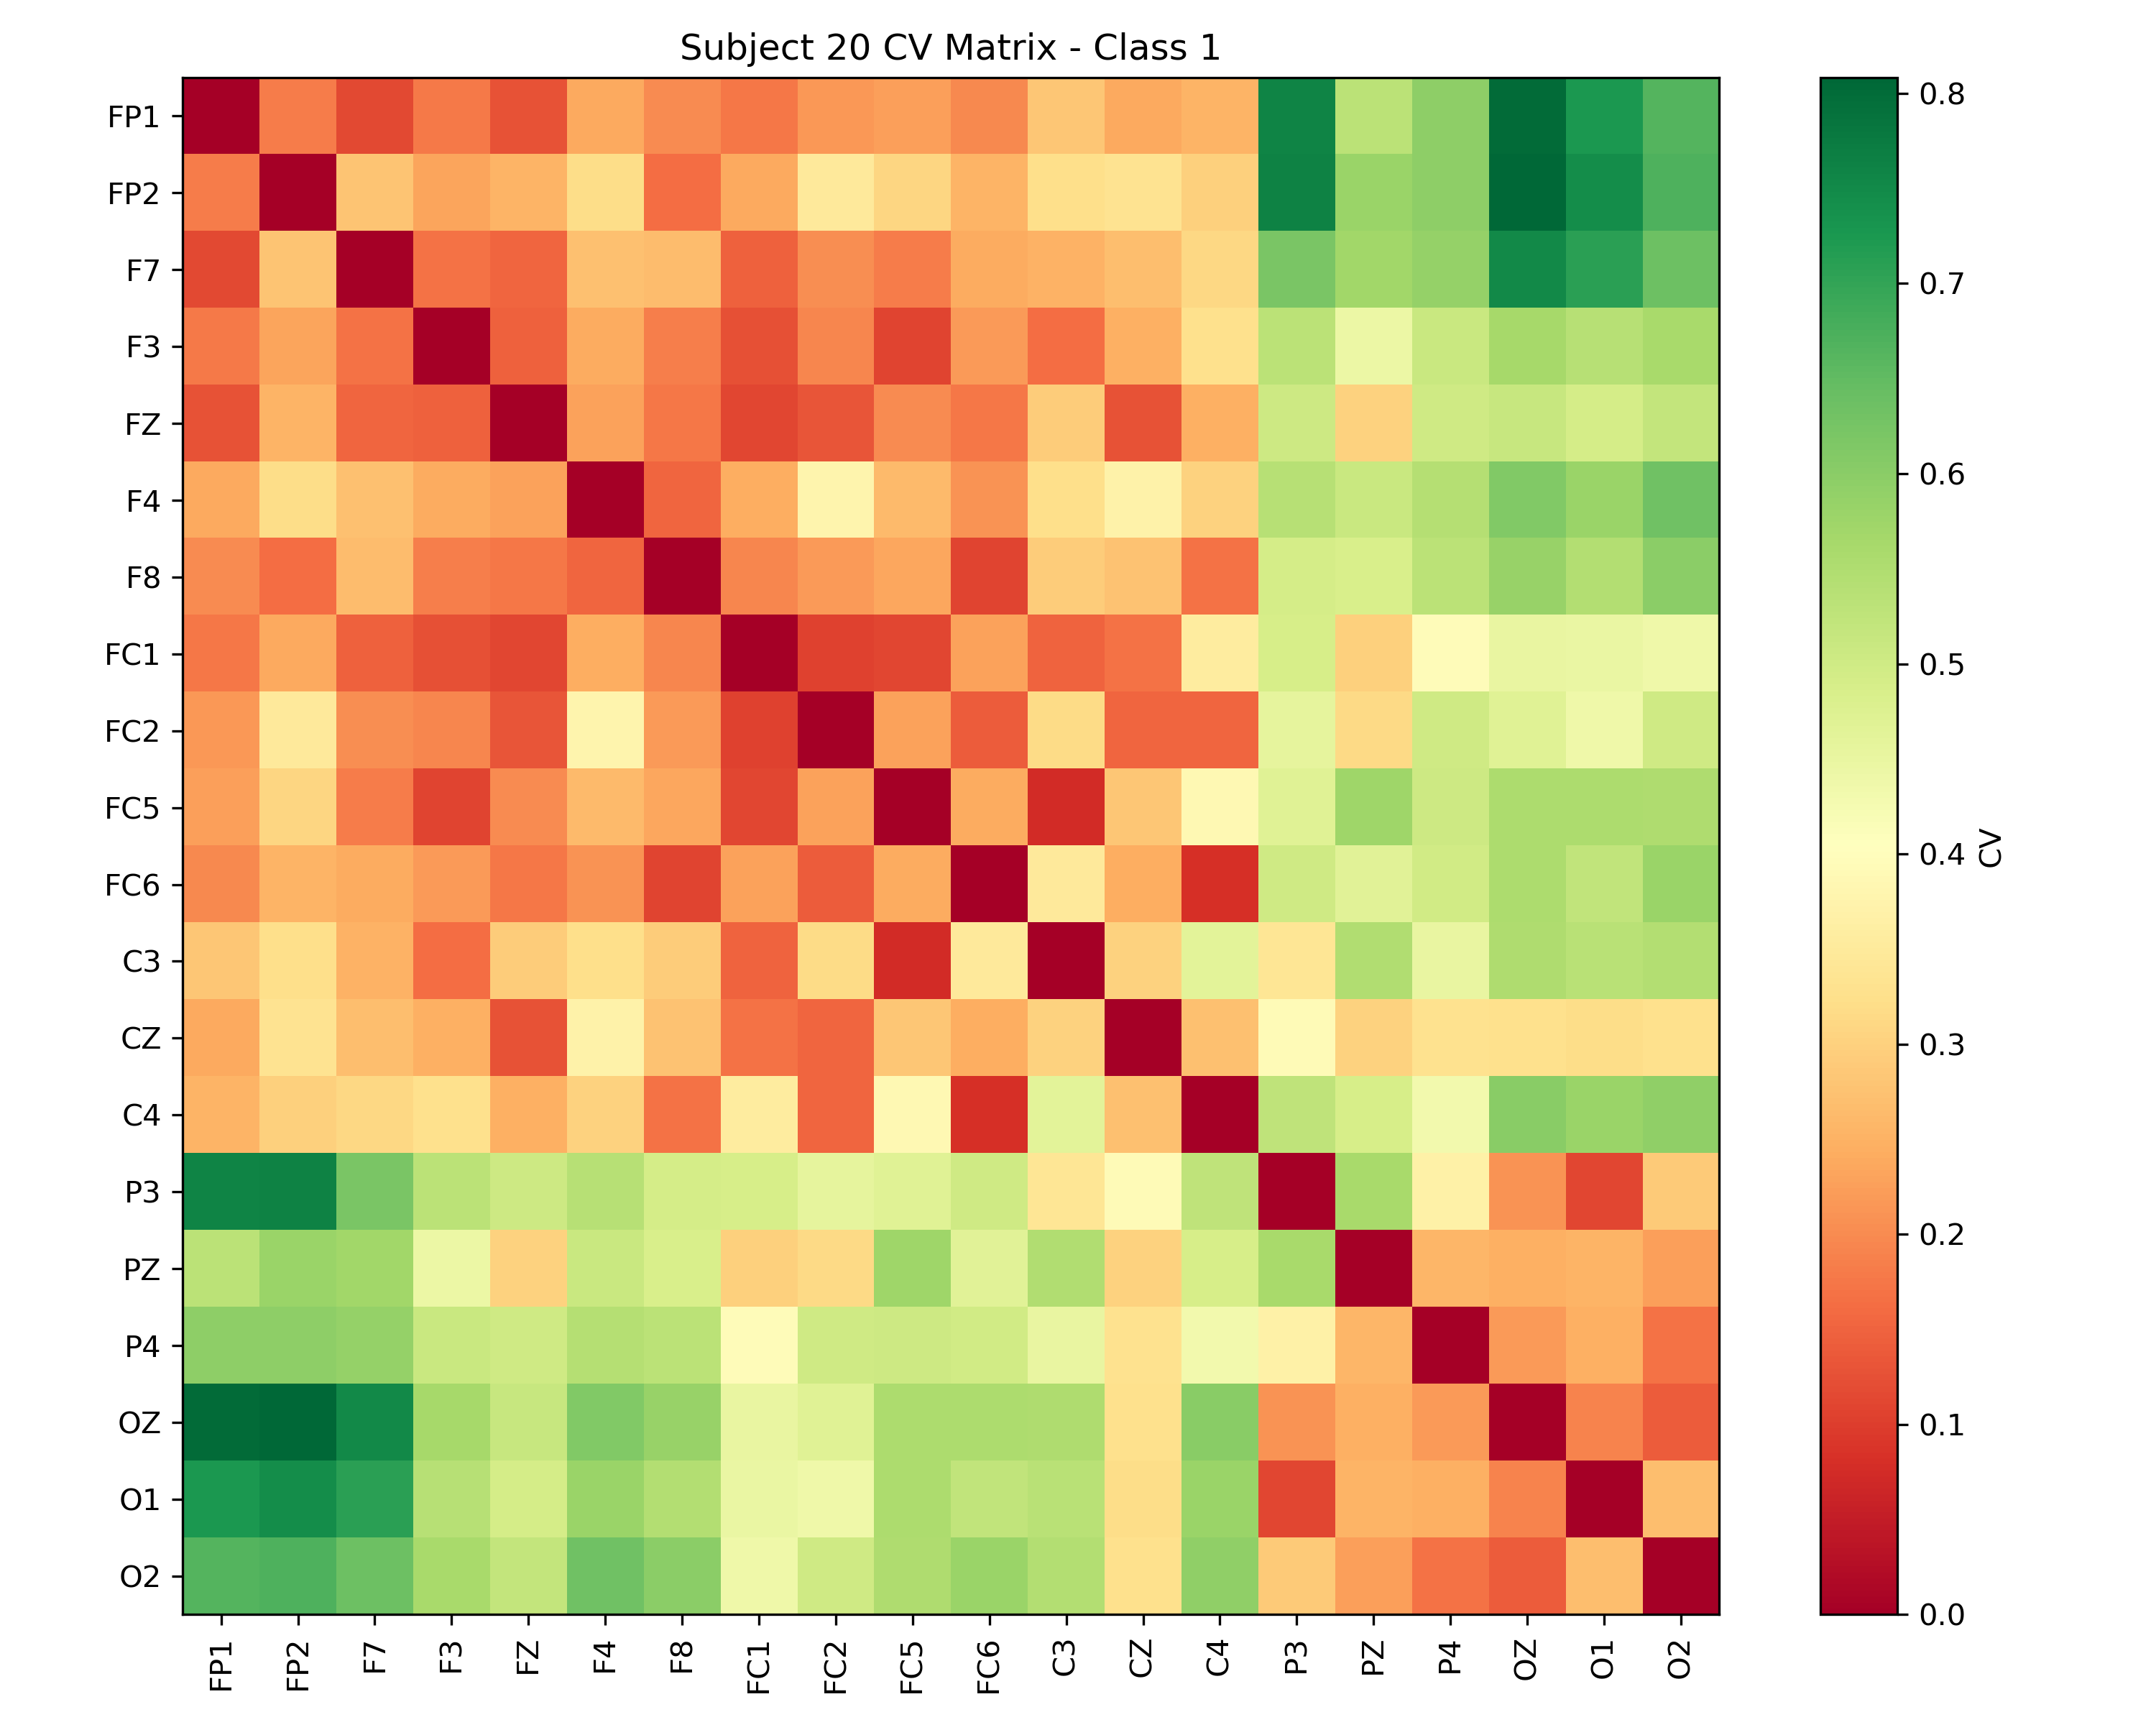 Subject 20 CV Matrix - Class 1
FP1
FP2
F7
F3
FZ
F4
F8
FC1
FC2
FC5
FC6
C3
CZ
C4
P3
PZ
P4
OZ
O1
O2
FP1 FP2 F7 F3 FZ F4 F8 FC1 FC2 FC5 FC6 C3 CZ C4 P3 PZ P4 OZ O1 O2
0.8
0.7
0.6
0.5
0.4
0.3
0.2
0.1
0.0
CV